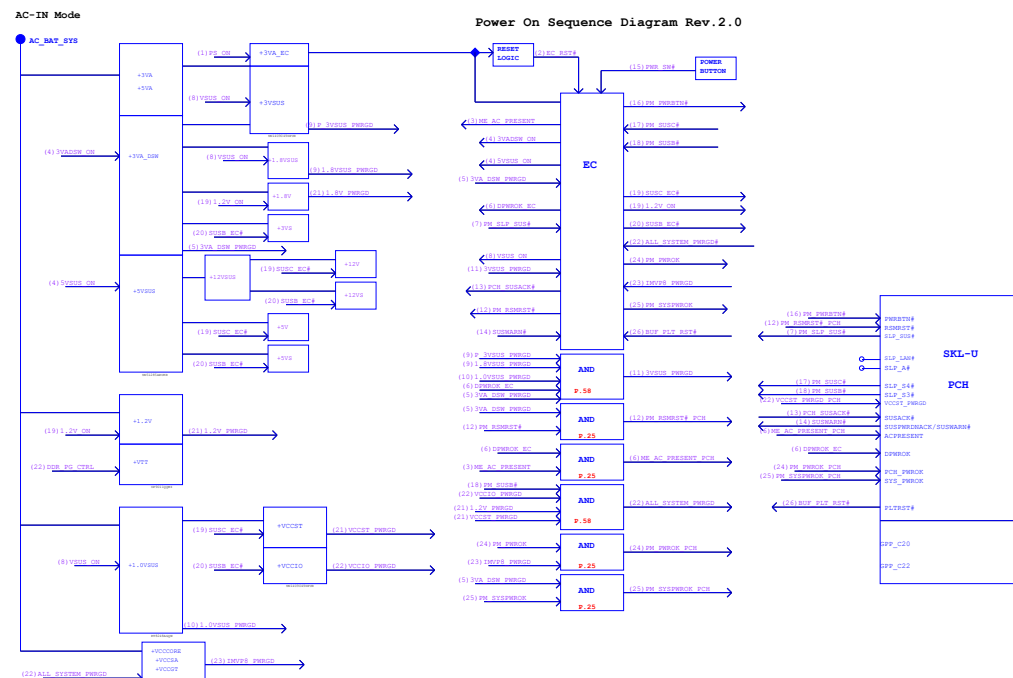 AC-IN Mode
Power On Sequence Diagram Rev.2.0
AC_BAT_SYS
+3VA
+5VA
(1)PS_ON
+3VA_EC
(8)VSUS_ON
+3VSUS
(9)P_3VSUS_PWRGD
(4)3VADSW_ON
+3VA_DSW
(8)VSUS_ON
+1.8VSUS
(9)1.8VSUS_PWRGD
(19)1.2V_ON
+1.8V
(21)1.8V_PWRGD
(20)SUSB_EC#
+3VS
(5)3VA_DSW_PWRGD
(4)5VSUS_ON
+5VSUS
+12VSUS
(19)SUSC_EC#
+12V
(20)SUSB_EC#
+12VS
(19)SUSC_EC#
+5V
(20)SUSB_EC#
+5VS
(19)1.2V_ON
+1.2V
(21)1.2V_PWRGD
(22)DDR_PG_CTRL
+VTT
(8)VSUS_ON
+1.0VSUS
(19)SUSC_EC#
+VCCST
(21)VCCST_PWRGD
(20)SUSB_EC#
+VCCIO
(22)VCCIO_PWRGD
(10)1.0VSUS_PWRGD
+VCCCORE
+VCCSA
+VCCGT
(23)IMVP8_PWRGD
(22)ALL_SYSTEM_PWRGD
RESET
LOGIC
(2)EC_RST#
(15)PWR_SW#
POWER
BUTTON
EC
(3)ME_AC_PRESENT
(4)3VADSW_ON
(4)5VSUS_ON
(5)3VA_DSW_PWRGD
(6)DPWROK_EC
(7)PM_SLP_SUS#
(8)VSUS_ON
(11)3VSUS_PWRGD
(13)PCH_SUSACK#
(12)PM_RSMRST#
(14)SUSWARN#
(16)PM_PWRBTN#
(17)PM_SUSC#
(18)PM_SUSB#
(19)SUSC_EC#
(19)1.2V_ON
(20)SUSB_EC#
(22)ALL_SYSTEM_PWRGD#
(24)PM_PWROK
(23)IMVP8_PWRGD
(25)PM_SYSPWROK
(26)BUF_PLT_RST#
(9)P_3VSUS_PWRGD
(9)1.8VSUS_PWRGD
(10)1.0VSUS_PWRGD
(6)DPWROK_EC
(5)3VA_DSW_PWRGD
AND
P.58
(11)3VSUS_PWRGD
(5)3VA_DSW_PWRGD
(12)PM_RSMRST#
AND
P.25
(12)PM_RSMRST#_PCH
(6)DPWROK_EC
(3)ME_AC_PRESENT
AND
P.25
(6)ME_AC_PRESENT_PCH
(18)PM_SUSB#
(22)VCCIO_PWRGD
(21)1.2V_PWRGD
(21)VCCST_PWRGD
AND
P.58
(22)ALL_SYSTEM_PWRGD
(24)PM_PWROK
(23)IMVP8_PWRGD
AND
P.25
(24)PM_PWROK_PCH
(5)3VA_DSW_PWRGD
(25)PM_SYSPWROK
AND
P.25
(25)PM_SYSPWROK_PCH
SKL-U
PCH
(16)PM_PWRBTN#
PWRBTN#
(12)PM_RSMRST#_PCH
RSMRST#
(7)PM_SLP_SUS#
SLP_SUS#
SLP_LAN#
SLP_A#
(17)PM_SUSC#
SLP_S4#
(18)PM_SUSB#
SLP_S3#
(22)VCCST_PWRGD_PCH
VCCST_PWRGD
(13)PCH_SUSACK#
SUSACK#
(14)SUSWARN#
SUSPWRDNACK/SUSWARN#
(6)ME_AC_PRESENT_PCH
ACPRESENT
(6)DPWROK_EC
DPWROK
(24)PM_PWROK_PCH
PCH_PWROK
(25)PM_SYSPWROK_PCH
SYS_PWROK
(26)BUF_PLT_RST#
PLTRST#
GPP_C20
GPP_C22